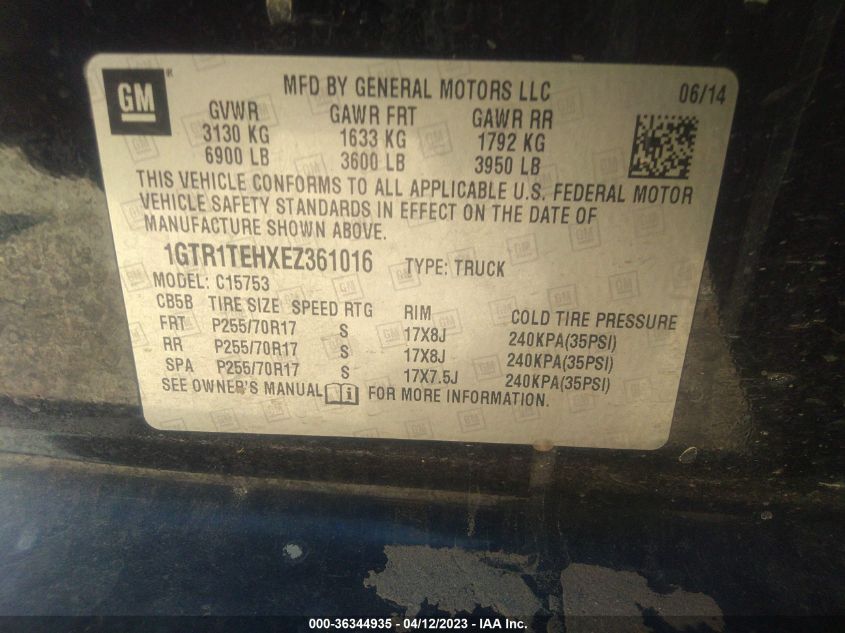 GM ®
MFD BY GENERAL MOTORS LLC 06/14
GVWR GAWR FRT GAWR RR
3130 KG 1633 KG 1792 KG
6900 LB 3600 LB 3950 LB
THIS VEHICLE CONFORMS TO ALL APPLICABLE U.S. FEDERAL MOTOR
VEHICLE SAFETY STANDARDS IN EFFECT ON THE DATE OF
MANUFACTURE SHOWN ABOVE.
1GTR1TEHXEZ361016 TYPE: TRUCK
MODEL: C15753
CB5B TIRE SIZE SPEED RTG RIM COLD TIRE PRESSURE
FRT P255/70R17 S 17X8J 240KPA(35PSI)
RR P255/70R17 S 17X8J 240KPA(35PSI)
SPA P255/70R17 S 17X7.5J 240KPA(35PSI)
SEE OWNER'S MANUAL FOR MORE INFORMATION.
000-36344935 - 04/12/2023 - IAA Inc.